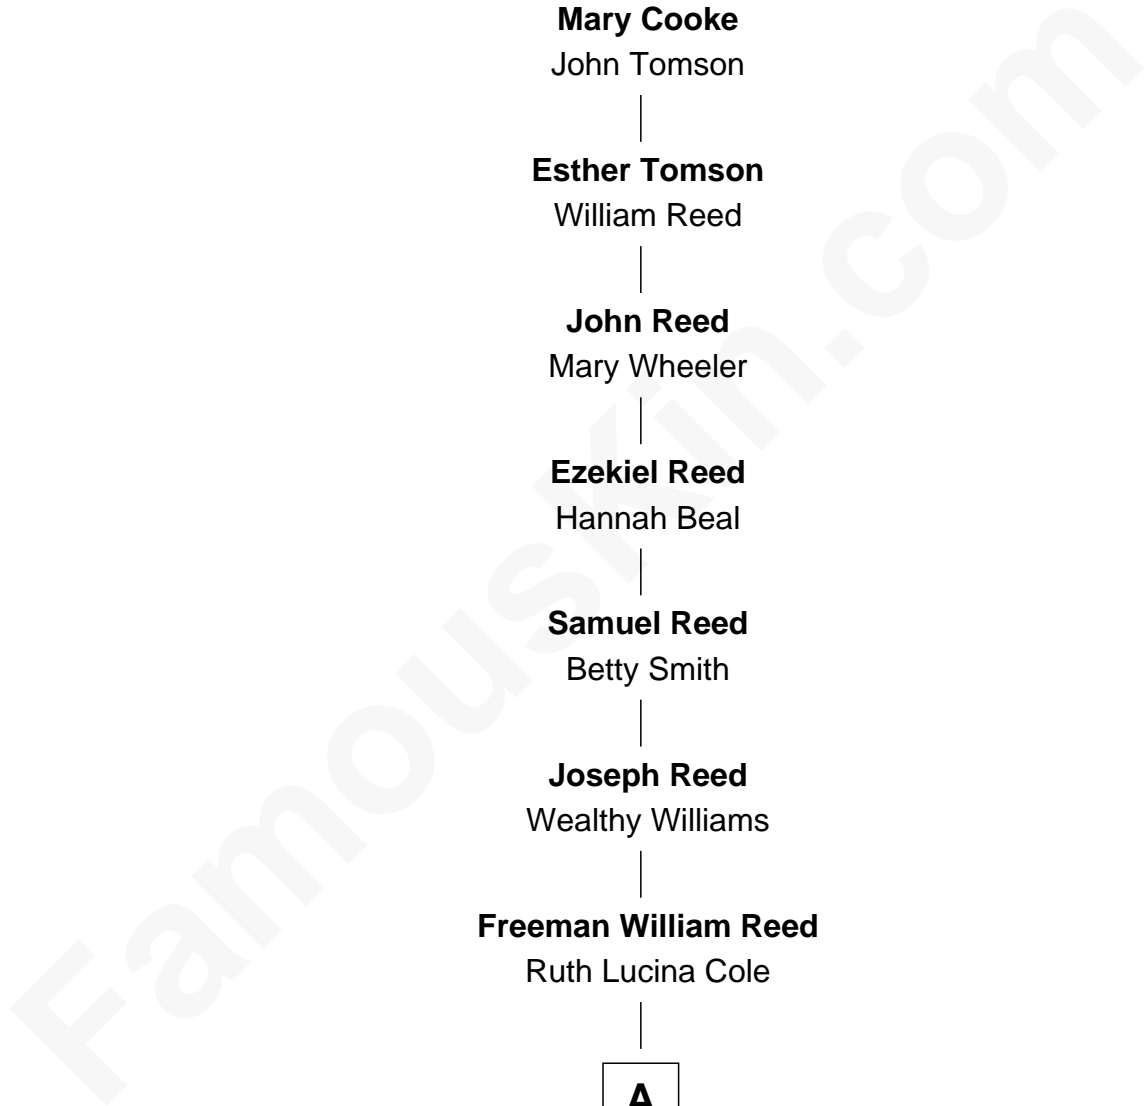 Mary Cooke
John Tomson
Esther Tomson
William Reed
John Reed
Mary Wheeler
Ezekiel Reed
Hannah Beal
Samuel Reed
Betty Smith
Joseph Reed
Wealthy Williams
Freeman William Reed
Ruth Lucina Cole
A
FamousKin.com